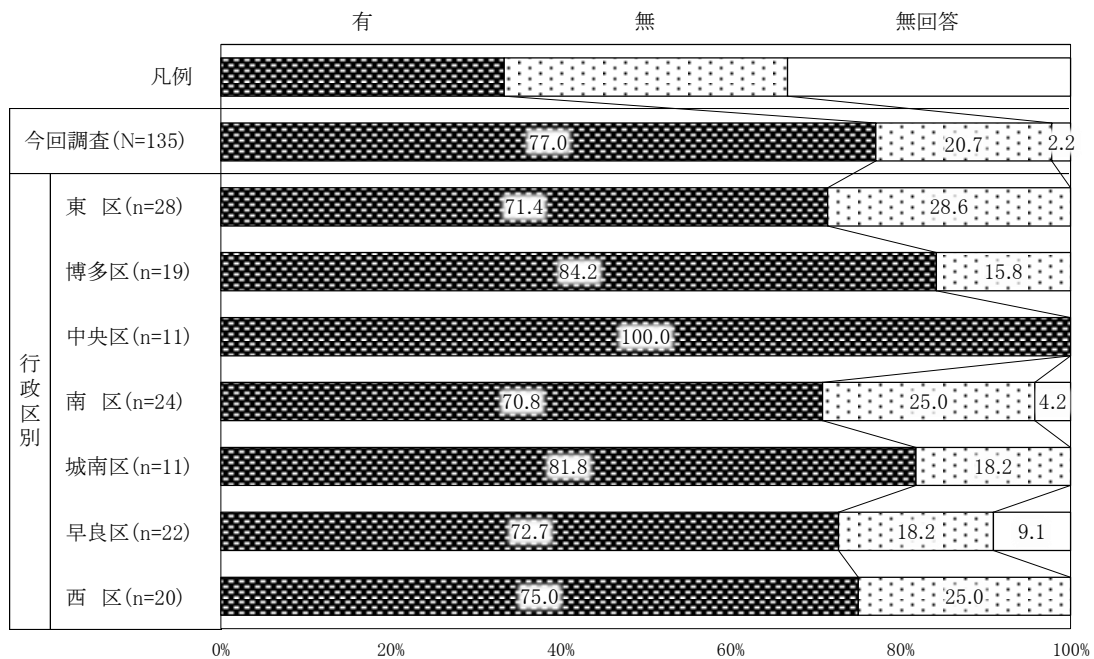 有 無 無回答
凡例
今回調査(N=135) 77.0 20.7 2.2
行政区別
東 区(n=28) 71.4 28.6
博多区(n=19) 84.2 15.8
中央区(n=11) 100.0
南 区(n=24) 70.8 25.0 4.2
城南区(n=11) 81.8 18.2
早良区(n=22) 72.7 18.2 9.1
西 区(n=20) 75.0 25.0
0% 20% 40% 60% 80% 100%